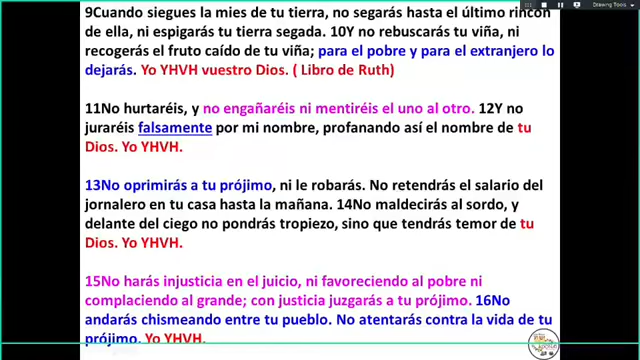 9Cuando siegues la mies de tu tierra, no segarás hasta el último rincón
de ella, ni espigarás tu tierra segada. 10Y no rebuscarás tu viña, ni
recogerás el fruto caído de tu viña; para el pobre y para el extranjero lo
dejarás. Yo YHVH vuestro Dios. ( Libro de Ruth)
11No hurtaréis, y no engañaréis ni mentiréis el uno al otro. 12Y no
juraréis falsamente por mi nombre, profanando así el nombre de tu
Dios. Yo YHVH.
13No oprimirás a tu prójimo, ni le robarás. No retendrás el salario del
jornalero en tu casa hasta la mañana. 14No maldecirás al sordo, y
delante del ciego no pondrás tropiezo, sino que tendrás temor de tu
Dios. Yo YHVH.
15No harás injusticia en el juicio, ni favoreciendo al pobre ni
complaciendo al grande; con justicia juzgarás a tu prójimo. 16No
andarás chismeando entre tu pueblo. No atentarás contra la vida de tu
prójimo. Yo YHVH.
Drawing Tools